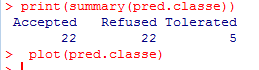 > print(summary(pred.classe))
Accepted Refused Tolerated
22 22 5
> plot(pred.classe)
>